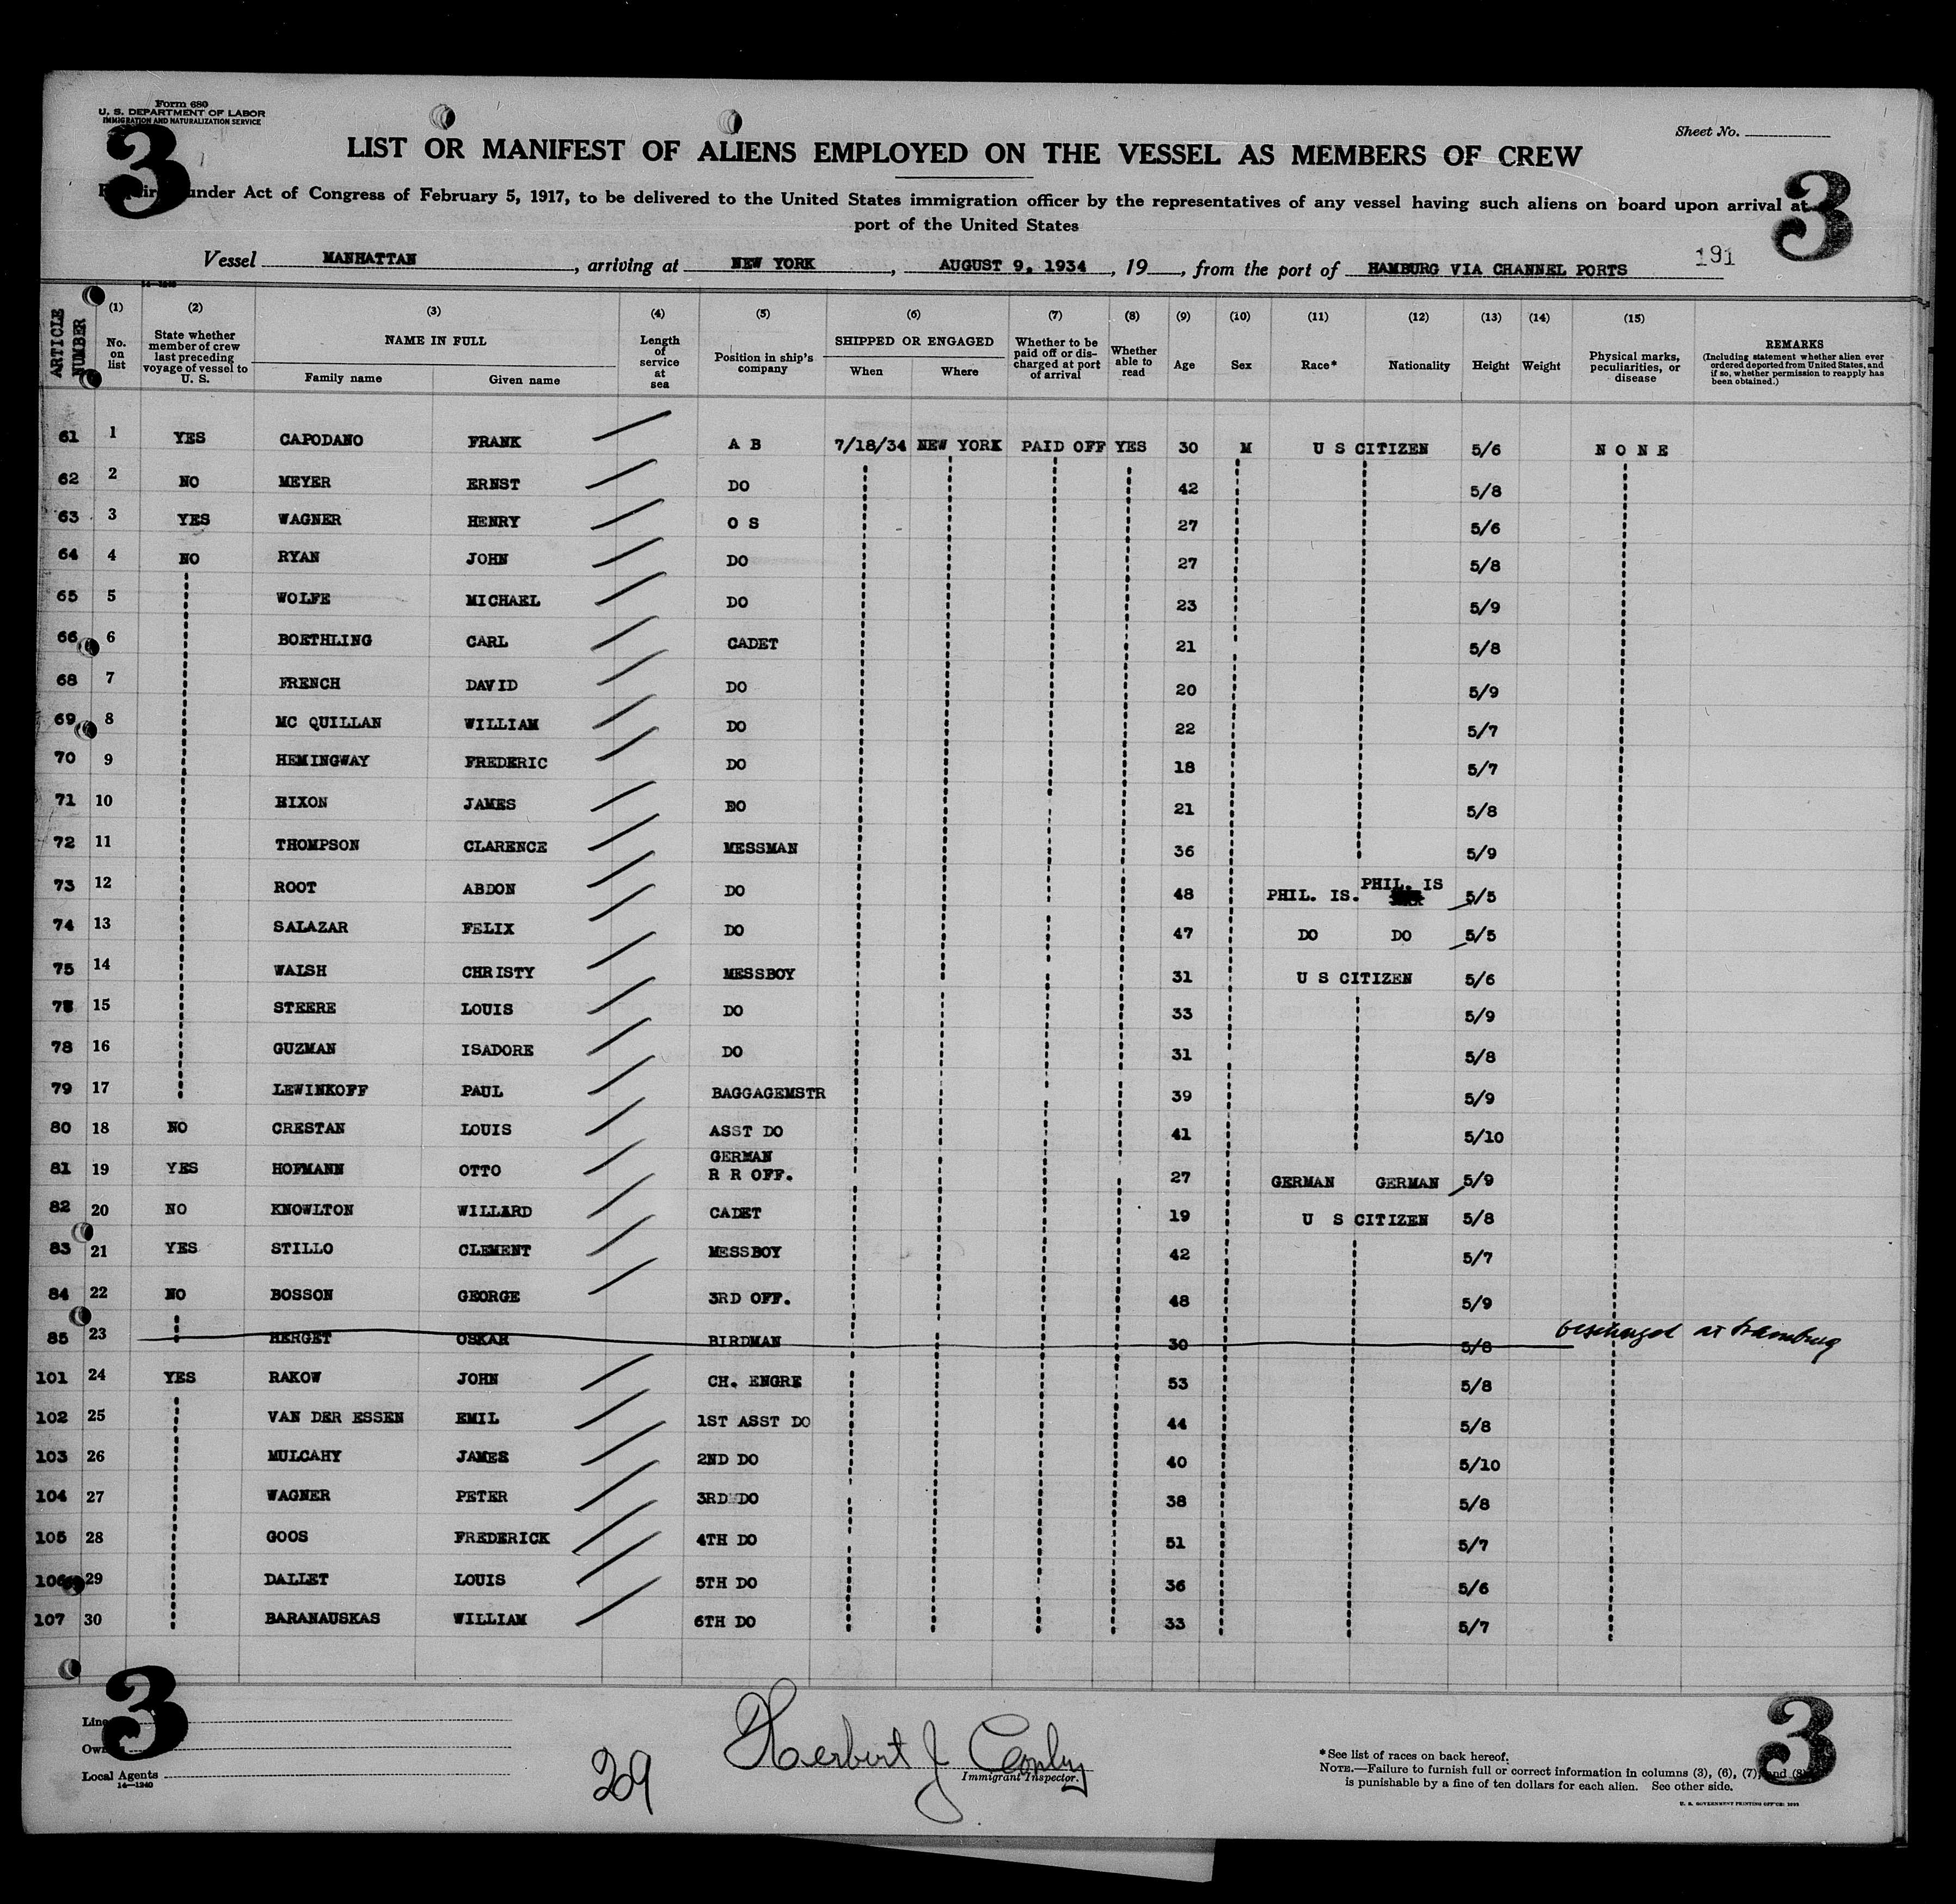 Form 680
U. S. DEPARTMENT OF LABOR
IMMIGRATION AND NATURALIZATION SERVICE
3
3
Sheet No.
LIST OR MANIFEST OF ALIENS EMPLOYED ON THE VESSEL AS MEMBERS OF CREW
under Act of Congress of February 5, 1917, to be delivered to the United States immigration officer by the representatives of any vessel having such aliens on board upon arrival at
port of the United States
Vessel MANHATTAN , arriving at NEW YORK , AUGUST 9, 1934 , 19 , from the port of HAMBURG VIA CHANNEL PORTS 191
14—1240
ARTICLE NUMBER
(1) No. on list
(2) State whether member of crew last preceding voyage of vessel to U. S.
(3) NAME IN FULL
Family name Given name
(4) Length of service at sea
(5) Position in ship's company
(6) SHIPPED OR ENGAGED
When Where
(7) Whether to be paid off or discharged at port of arrival
(8) Whether able to read
(9) Age
(10) Sex
(11) Race*
(12) Nationality
(13) Height
(14) Weight
(15) Physical marks, peculiarities, or disease
REMARKS
(Including statement whether alien ever ordered deported from United States, and if so, whether permission to reapply has been obtained.)
61 1 YES CAPODANO FRANK A B 7/18/34 NEW YORK PAID OFF YES 30 M U S CITIZEN 5/6 N O N E
62 2 NO MEYER ERNST DO 42 5/8
63 3 YES WAGNER HENRY O S 27 5/6
64 4 NO RYAN JOHN DO 27 5/8
65 5 WOLFE MICHAEL DO 23 5/9
66 6 BOETHLING CARL CADET 21 5/8
68 7 FRENCH DAVID DO 20 5/9
69 8 MC QUILLAN WILLIAM DO 22 5/7
70 9 HEMINGWAY FREDERIC DO 18 5/7
71 10 HIXON JAMES DO 21 5/8
72 11 THOMPSON CLARENCE MESSMAN 36 5/9
73 12 ROOT ABDON DO 48 PHIL. IS. PHIL. IS 5/5
74 13 SALAZAR FELIX DO 47 DO DO 5/5
75 14 WALSH CHRISTY MESSBOY 31 U S CITIZEN 5/6
15 STEERE LOUIS DO 33 5/9
78 16 GUZMAN ISADORE DO 31 5/8
79 17 LEWINKOFF PAUL BAGGAGEMSTR 39 5/9
80 18 NO CRESTAN LOUIS ASST DO 41 5/10
81 19 YES HOFMANN OTTO GERMAN R R OFF. 27 GERMAN GERMAN 5/9
82 20 NO KNOWLTON WILLARD CADET 19 U S CITIZEN 5/8
83 21 YES STILLO CLEMENT MESSBOY 42 5/7
84 22 NO BOSSON GEORGE 3RD OFF. 48 5/9
85 23 HERGET OSKAR BIRDMAN 30 5/8 Discharged at Hamburg
101 24 YES RAKOW JOHN CH. ENGRE 53 5/8
102 25 VAN DER ESSEN EMIL 1ST ASST DO 44 5/8
103 26 MULCAHY JAMES 2ND DO 40 5/10
104 27 WAGNER PETER 3RD DO 38 5/8
105 28 GOOS FREDERICK 4TH DO 51 5/7
106 29 DALLET LOUIS 5TH DO 36 5/6
107 30 BARANAUSKAS WILLIAM 6TH DO 33 5/7
3
3
Line
Local Agents
14—1240
29
Herbert J
Immigrant Inspector.
*See list of races on back hereof.
NOTE.—Failure to furnish full or correct information in columns (3), (6), (7), and (8)
is punishable by a fine of ten dollars for each alien. See other side.
U. S. GOVERNMENT PRINTING OFFICE: